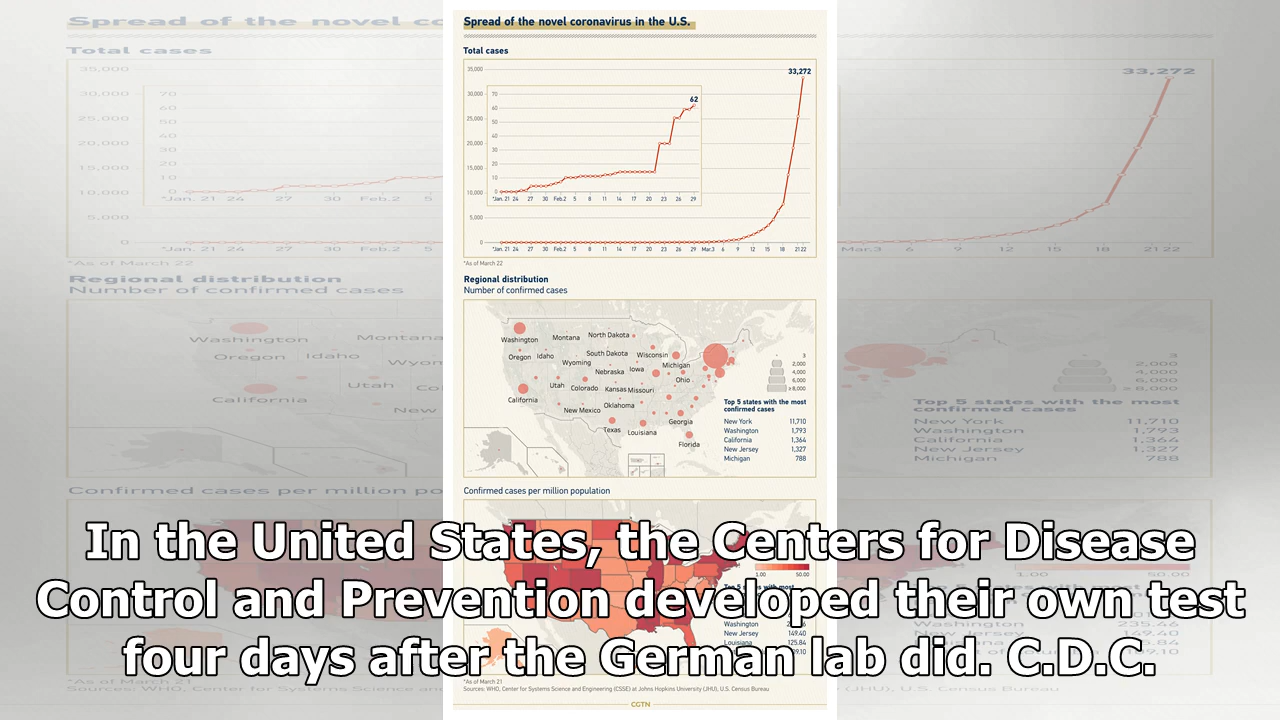 Spread of the novel coronavirus in the U.S.
Total cases
35,000
33,272
30,000
25,000
20,000
15,000
10,000
5,000
0
70
62
60
50
40
30
20
10
0
*Jan. 21 24 27 30 Feb.2 5 8 11 14 17 20 23 26 29
*Jan. 21 24 27 30 Feb.2 5 8 11 14 17 20 23 26 29 Mar.3 6 9 12 15 18 21 22
*As of March 22
Regional distribution
Number of confirmed cases
Washington
Montana
North Dakota
Oregon
Idaho
South Dakota
Wisconsin
Wyoming
Michigan
Nebraska
Iowa
Ohio
Utah
Colorado
Kansas
Missouri
California
Oklahoma
New Mexico
Georgia
Texas
Louisiana
Florida
3
2,000
4,000
6,000
≥ 8,000
Top 5 states with the most
confirmed cases
New York 11,710
Washington 1,793
California 1,364
New Jersey 1,327
Michigan 788
Confirmed cases per million population
1.00 50.00
In the United States, the Centers for Disease
Control and Prevention developed their own test
four days after the German lab did. C.D.C.
Washington 235.46
New Jersey 149.40
Louisiana 125.84
*As of March 21
Sources: WHO, Center for Systems Science and Engineering (CSSE) at Johns Hopkins University (JHU), U.S. Census Bureau
CGTN